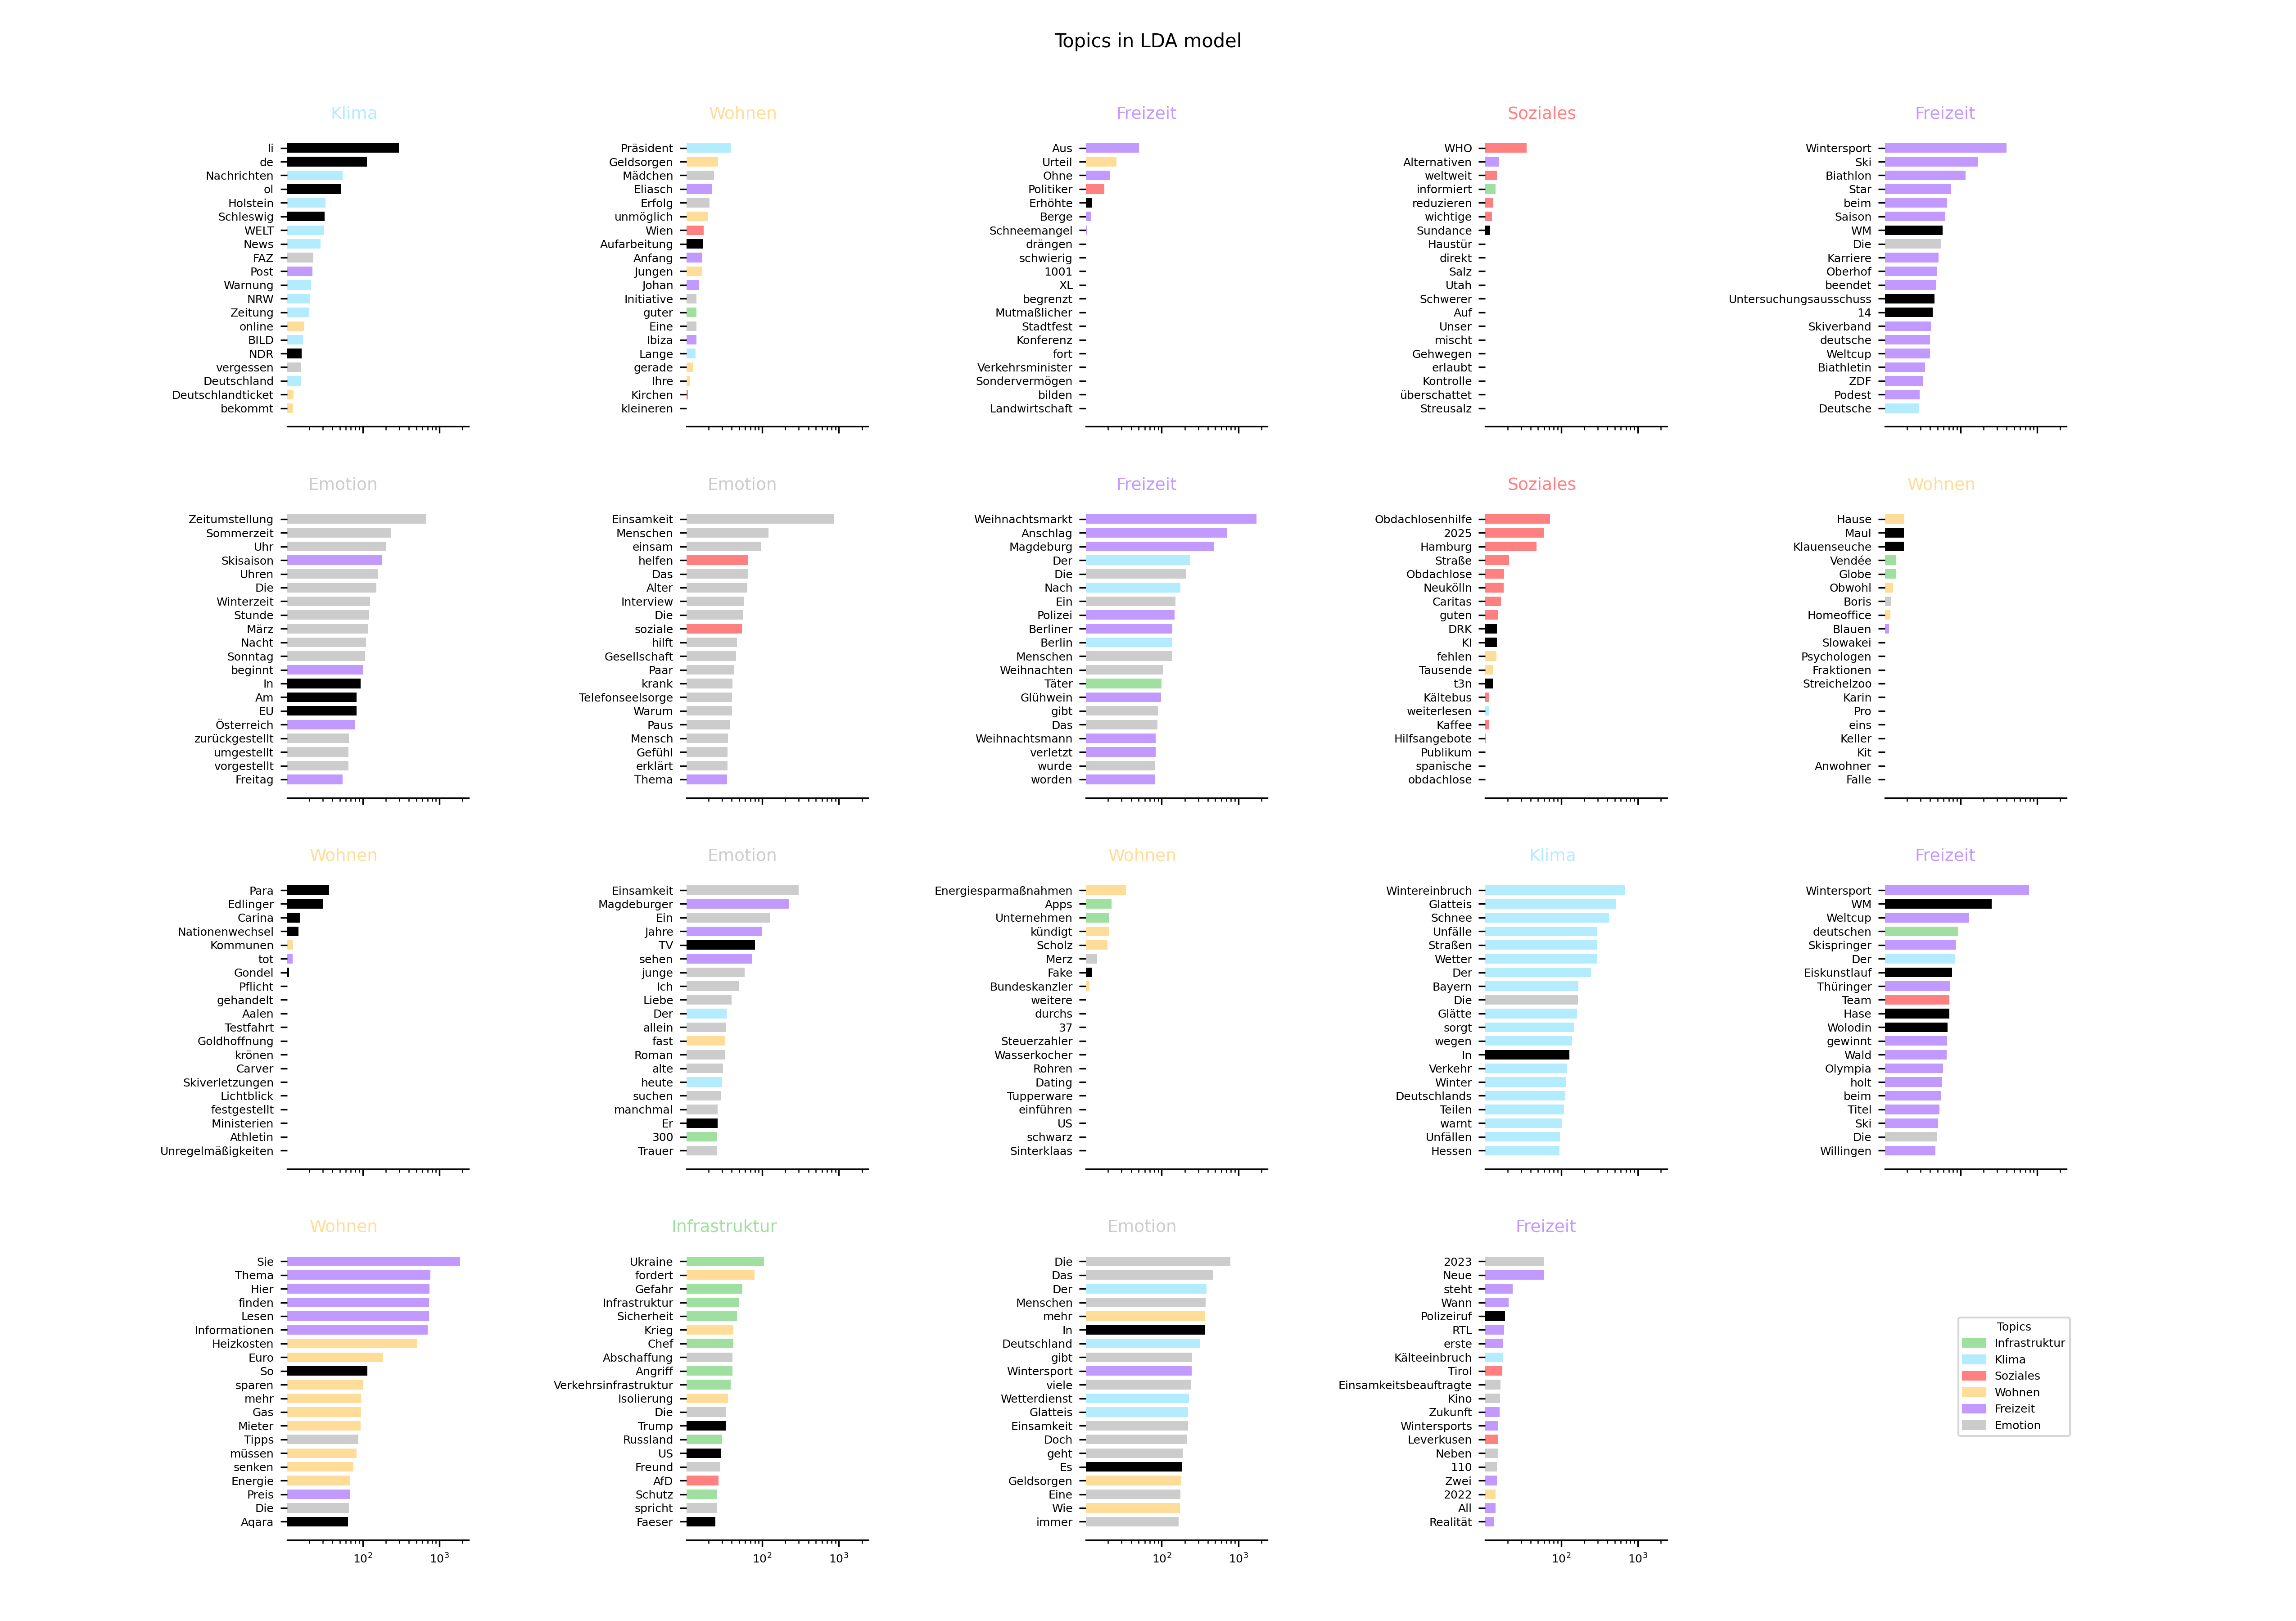 Topics in LDA model
Klima
li
de
Nachrichten
ol
Holstein
Schleswig
WELT
News
FAZ
Post
Warnung
NRW
Zeitung
online
BILD
NDR
vergessen
Deutschland
Deutschlandticket
bekommt
Wohnen
Präsident
Geldsorgen
Mädchen
Eliasch
Erfolg
unmöglich
Wien
Aufarbeitung
Anfang
Jungen
Johan
Initiative
guter
Eine
Ibiza
Lange
gerade
Ihre
Kirchen
kleineren
Freizeit
Aus
Urteil
Ohne
Politiker
Erhöhte
Berge
Schneemangel
drängen
schwierig
1001
XL
begrenzt
Mutmaßlicher
Stadtfest
Konferenz
fort
Verkehrsminister
Sondervermögen
bilden
Landwirtschaft
Soziales
WHO
Alternativen
weltweit
informiert
reduzieren
wichtige
Sundance
Haustür
direkt
Salz
Utah
Schwerer
Auf
Unser
mischt
Gehwegen
erlaubt
Kontrolle
überschattet
Streusalz
Freizeit
Wintersport
Ski
Biathlon
Star
beim
Saison
WM
Die
Karriere
Oberhof
beendet
Untersuchungsausschuss
14
Skiverband
deutsche
Weltcup
Biathletin
ZDF
Podest
Deutsche
Emotion
Zeitumstellung
Sommerzeit
Uhr
Skisaison
Uhren
Die
Winterzeit
Stunde
März
Nacht
Sonntag
beginnt
In
Am
EU
Österreich
zurückgestellt
umgestellt
vorgestellt
Freitag
Emotion
Einsamkeit
Menschen
einsam
helfen
Das
Alter
Interview
Die
soziale
hilft
Gesellschaft
Paar
krank
Telefonseelsorge
Warum
Paus
Mensch
Gefühl
erklärt
Thema
Freizeit
Weihnachtsmarkt
Anschlag
Magdeburg
Der
Die
Nach
Ein
Polizei
Berliner
Berlin
Menschen
Weihnachten
Täter
Glühwein
gibt
Das
Weihnachtsmann
verletzt
wurde
worden
Soziales
Obdachlosenhilfe
2025
Hamburg
Straße
Obdachlose
Neukölln
Caritas
guten
DRK
KI
fehlen
Tausende
t3n
Kältebus
weiterlesen
Kaffee
Hilfsangebote
Publikum
spanische
obdachlose
Wohnen
Hause
Maul
Klauenseuche
Vendée
Globe
Obwohl
Boris
Homeoffice
Blauen
Slowakei
Psychologen
Fraktionen
Streichelzoo
Karin
Pro
eins
Keller
Kit
Anwohner
Falle
Wohnen
Para
Edlinger
Carina
Nationenwechsel
Kommunen
tot
Gondel
Pflicht
gehandelt
Aalen
Testfahrt
Goldhoffnung
krönen
Carver
Skiverletzungen
Lichtblick
festgestellt
Ministerien
Athletin
Unregelmäßigkeiten
Emotion
Einsamkeit
Magdeburger
Ein
Jahre
TV
sehen
junge
Ich
Liebe
Der
allein
fast
Roman
alte
heute
suchen
manchmal
Er
300
Trauer
Wohnen
Energiesparmaßnahmen
Apps
Unternehmen
kündigt
Scholz
Merz
Fake
Bundeskanzler
weitere
durchs
37
Steuerzahler
Wasserkocher
Rohren
Dating
Tupperware
einführen
US
schwarz
Sinterklaas
Klima
Wintereinbruch
Glatteis
Schnee
Unfälle
Straßen
Wetter
Der
Bayern
Die
Glätte
sorgt
wegen
In
Verkehr
Winter
Deutschlands
Teilen
warnt
Unfällen
Hessen
Freizeit
Wintersport
WM
Weltcup
deutschen
Skispringer
Der
Eiskunstlauf
Thüringer
Team
Hase
Wolodin
gewinnt
Wald
Olympia
holt
beim
Titel
Ski
Die
Willingen
Wohnen
Sie
Thema
Hier
finden
Lesen
Informationen
Heizkosten
Euro
So
sparen
mehr
Gas
Mieter
Tipps
müssen
senken
Energie
Preis
Die
Aqara
10² 10³
Infrastruktur
Ukraine
fordert
Gefahr
Infrastruktur
Sicherheit
Krieg
Chef
Abschaffung
Angriff
Verkehrsinfrastruktur
Isolierung
Die
Trump
Russland
US
Freund
AfD
Schutz
spricht
Faeser
10² 10³
Emotion
Die
Das
Der
Menschen
mehr
In
Deutschland
gibt
Wintersport
viele
Wetterdienst
Glatteis
Einsamkeit
Doch
geht
Es
Geldsorgen
Eine
Wie
immer
10² 10³
Freizeit
2023
Neue
steht
Wann
Polizeiruf
RTL
erste
Kälteeinbruch
Tirol
Einsamkeitsbeauftragte
Kino
Zukunft
Wintersports
Leverkusen
Neben
110
Zwei
2022
All
Realität
10² 10³
Topics
Infrastruktur
Klima
Soziales
Wohnen
Freizeit
Emotion